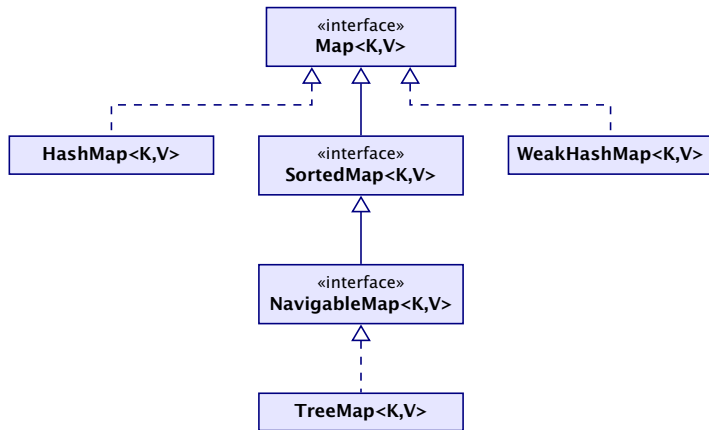 «interface»
Map<K,V>
HashMap<K,V>
«interface»
SortedMap<K,V>
WeakHashMap<K,V>
«interface»
NavigableMap<K,V>
TreeMap<K,V>